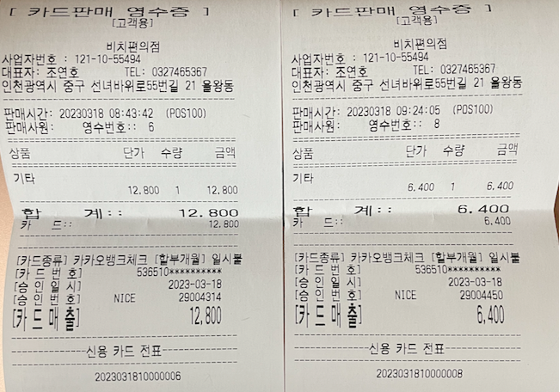 [ 카드판매 영수증 ]
[고객용]
비치편의점
사업자번호 : 121-10-55494
대표자: 조연호 TEL: 0327465367
인천광역시 중구 선녀바위로55번길 21 을왕동
판매시간: 20230318 08:43:42 (POS100)
판매사원: 영수번호:: 6
상품 단가 수량 금액
기타
12.800 1 12.800
합 계:: 12.800
카 드:: 12.800
[카드종류] 카카오뱅크체크 [할부개월] 일시불
[카 드 번 호] 536510**********
[승 인 일 시] 2023-03-18
[승 인 번 호] NICE 29004314
[카 드 매 출] 12,800
신용 카드 전표
2023031810000006
[ 카드판매 영수증 ]
[고객용]
비치편의점
사업자번호 : 121-10-55494
대표자: 조연호 TEL: 0327465367
인천광역시 중구 선녀바위로55번길 21 을왕동
판매시간: 20230318 09:24:05 (POS100)
판매사원: 영수번호:: 8
상품 단가 수량 금액
기타
6.400 1 6.400
합 계:: 6.400
카 드:: 6.400
[카드종류] 카카오뱅크체크 [할부개월] 일시불
[카 드 번 호] 536510**********
[승 인 일 시] 2023-03-18
[승 인 번 호] NICE 29004450
[카 드 매 출] 6,400
신용 카드 전표
2023031810000008